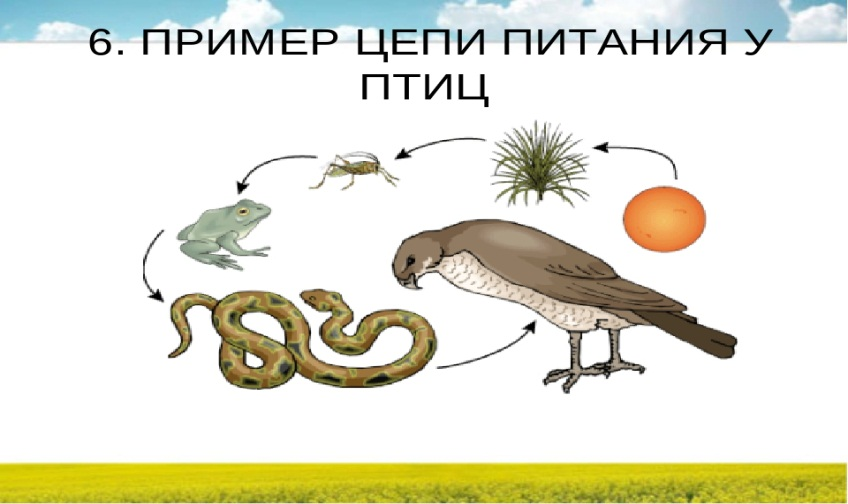 6. ПРИМЕР ЦЕПИ ПИТАНИЯ У
ПТИЦ